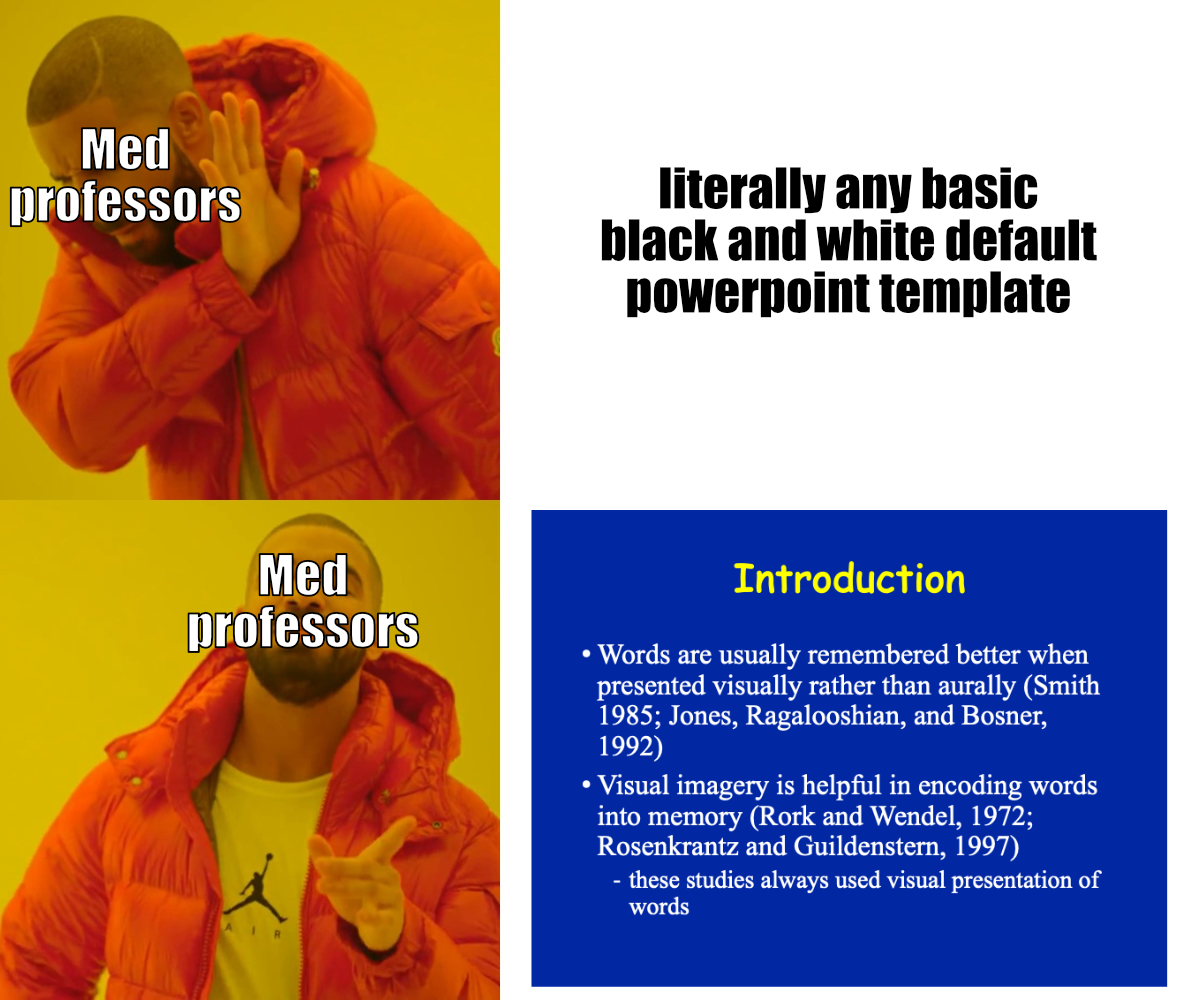 Med
professors
literally any basic
black and white default
powerpoint template
Med
professors
AIR
Introduction
• Words are usually remembered better when
presented visually rather than aurally (Smith
1985; Jones, Ragalooshian, and Bosner,
1992)
• Visual imagery is helpful in encoding words
into memory (Rork and Wendel, 1972;
Rosenkrantz and Guildenstern, 1997)
- these studies always used visual presentation of
words